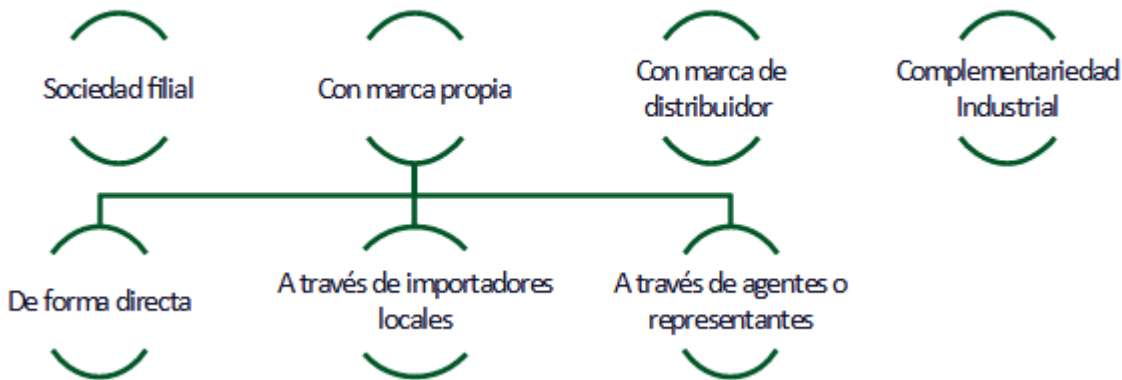 Sociedad filial
Con marca propia
Con marca de
distribuidor
Complementariedad
Industrial
De forma directa
A través de importadores
locales
A través de agentes o
representantes